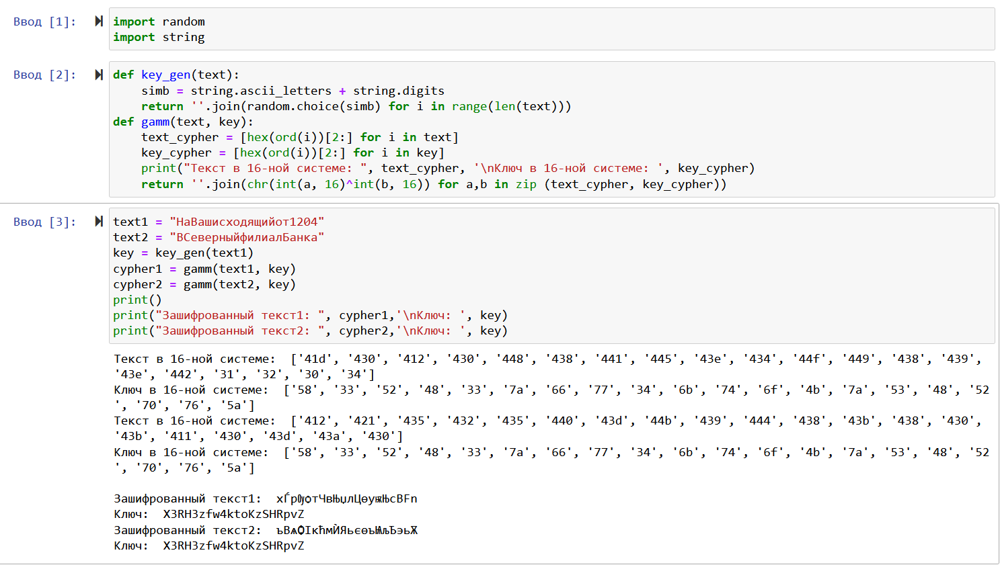 Ввод [1]: import random
import string
Ввод [2]: def key_gen(text):
simb = string.ascii_letters + string.digits
return ''.join(random.choice(simb) for i in range(len(text)))
def gamm(text, key):
text_cypher = [hex(ord(i))[2:] for i in text]
key_cypher = [hex(ord(i))[2:] for i in key]
print("Текст в 16-ной системе: ", text_cypher, '\nКлюч в 16-ной системе: ', key_cypher)
return ''.join(chr(int(a, 16)^int(b, 16)) for a,b in zip (text_cypher, key_cypher))
Ввод [3]: text1 = "НаВашисходящийот1204"
text2 = "ВСеверныйфилиалБанка"
key = key_gen(text1)
cypher1 = gamm(text1, key)
cypher2 = gamm(text2, key)
print()
print("Зашифрованный текст1: ", cypher1,'\nКлюч: ', key)
print("Зашифрованный текст2: ", cypher2,'\nКлюч: ', key)
Текст в 16-ной системе:  ['41d', '430', '412', '430', '448', '438', '441', '445', '43e', '434', '44f', '449', '438', '439',
'43e', '442', '31', '32', '30', '34']
Ключ в 16-ной системе:  ['58', '33', '52', '48', '33', '7a', '66', '77', '34', '6b', '74', '6f', '4b', '7a', '53', '48', '52
', '70', '76', '5a']
Текст в 16-ной системе:  ['412', '421', '435', '432', '435', '440', '43d', '44b', '439', '444', '438', '43b', '438', '430',
'43b', '411', '430', '43d', '43a', '430']
Ключ в 16-ной системе:  ['58', '33', '52', '48', '33', '7a', '66', '77', '34', '6b', '74', '6f', '4b', '7a', '53', '48', '52
', '70', '76', '5a']
Зашифрованный текст1:  хЃрѸѻтЧвЊџлЦѳуѭЊcBFn
Ключ:  X3RH3zfw4ktoKzSHRpvZ
Зашифрованный текст2:  ъВѧѺІкћмЍЯьєѳъѨљЂэьѪ
Ключ:  X3RH3zfw4ktoKzSHRpvZ